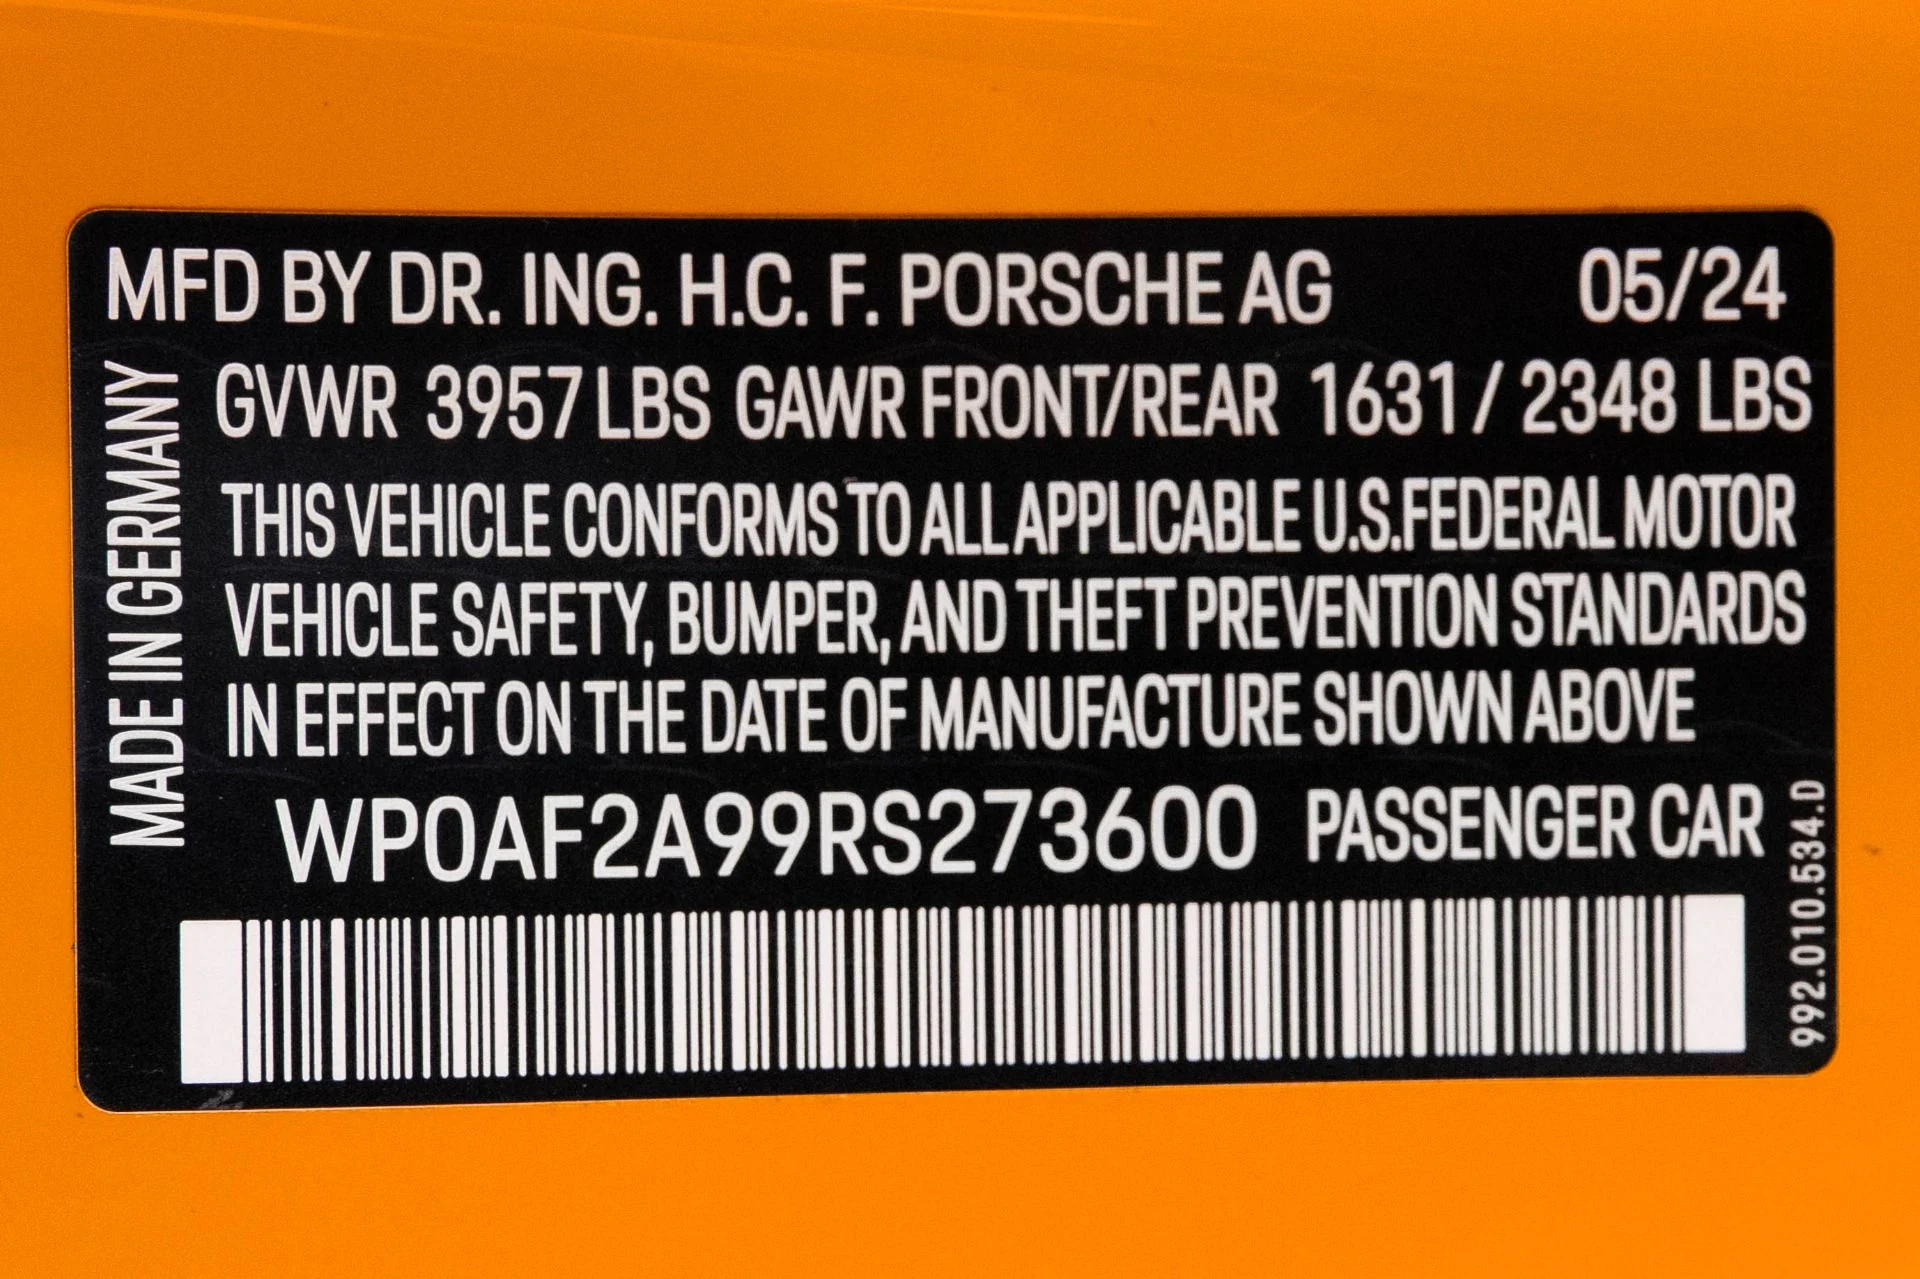 MFD BY DR. ING. H.C. F. PORSCHE AG 05/24
MADE IN GERMANY
GVWR 3957 LBS GAWR FRONT/REAR 1631 / 2348 LBS
THIS VEHICLE CONFORMS TO ALL APPLICABLE U.S.FEDERAL MOTOR
VEHICLE SAFETY, BUMPER, AND THEFT PREVENTION STANDARDS
IN EFFECT ON THE DATE OF MANUFACTURE SHOWN ABOVE
WP0AF2A99RS273600 PASSENGER CAR
992.010.534.D